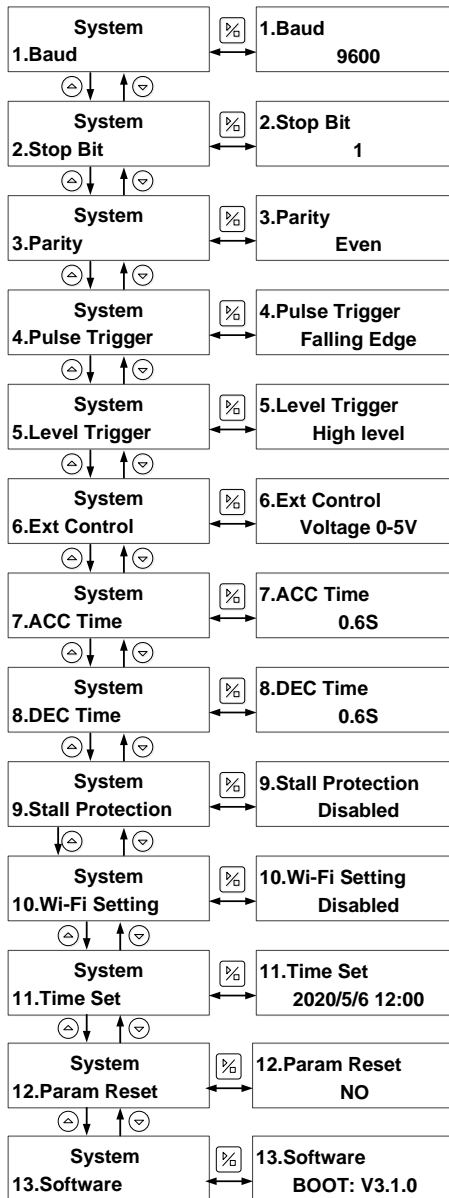 System
1.Baud
1.Baud
9600
System
2.Stop Bit
2.Stop Bit
1
System
3.Parity
3.Parity
Even
System
4.Pulse Trigger
4.Pulse Trigger
Falling Edge
System
5.Level Trigger
5.Level Trigger
High level
System
6.Ext Control
6.Ext Control
Voltage 0-5V
System
7.ACC Time
7.ACC Time
0.6S
System
8.DEC Time
8.DEC Time
0.6S
System
9.Stall Protection
9.Stall Protection
Disabled
System
10.Wi-Fi Setting
10.Wi-Fi Setting
Disabled
System
11.Time Set
11.Time Set
2020/5/6 12:00
System
12.Param Reset
12.Param Reset
NO
System
13.Software
13.Software
BOOT: V3.1.0